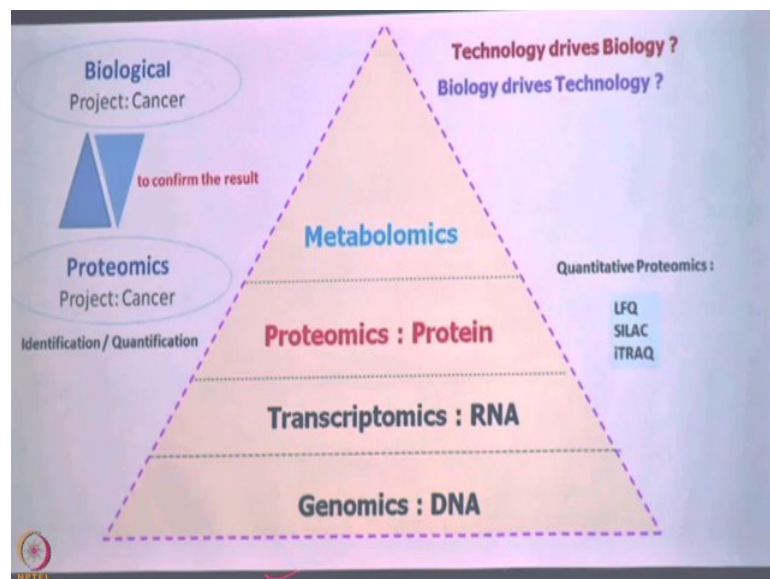 Biological
Project: Cancer
to confirm the result
Proteomics
Project: Cancer
Identification / Quantification
Technology drives Biology ?
Biology drives Technology ?
Metabolomics
Proteomics : Protein
Transcriptomics : RNA
Genomics : DNA
Quantitative Proteomics :
LFQ
SILAC
iTRAQ
NPTEL